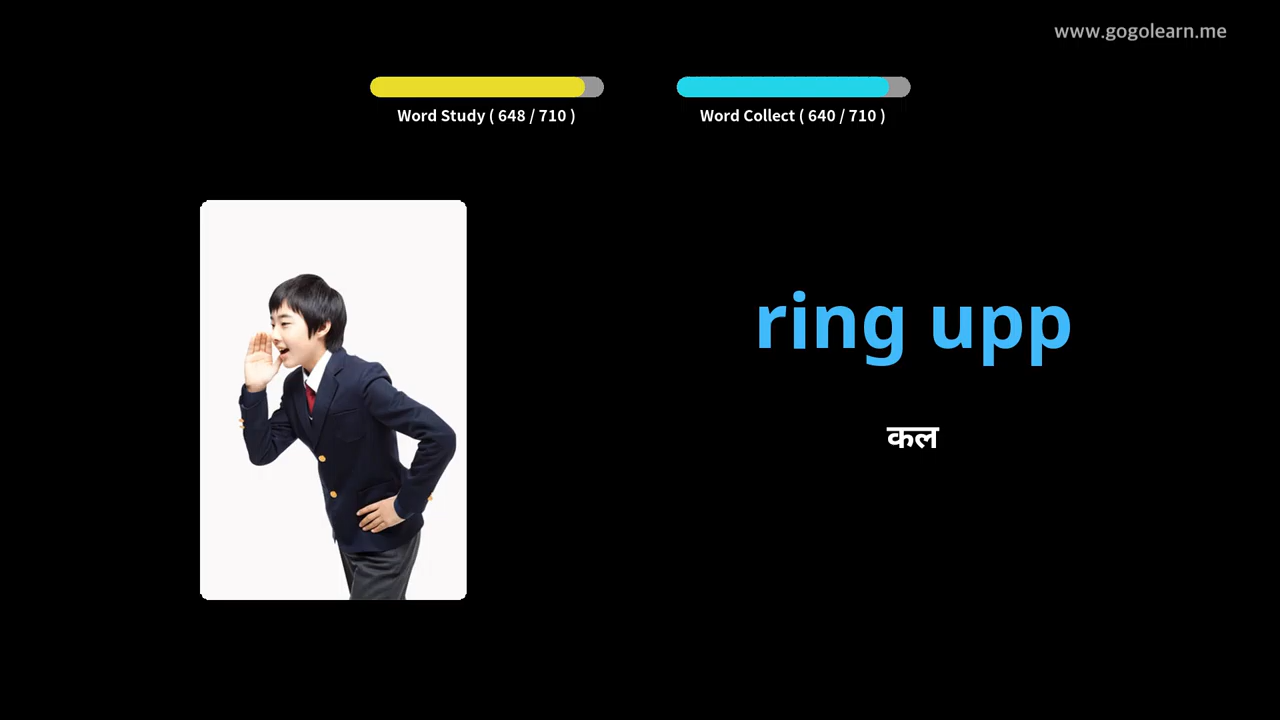 www.gogolearn.me
Word Study ( 648 / 710 )
Word Collect ( 640 / 710 )
ring upp
कल